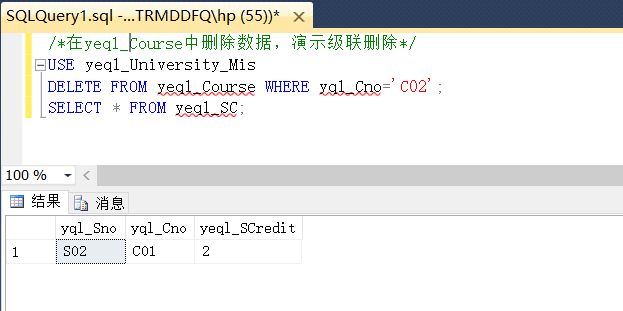 SQLQuery1.sql -...TRMDDFQ\hp (55))*
/*在yeql_Course中删除数据，演示级联删除*/
USE yeql_University_Mis
DELETE FROM yeql_Course WHERE yql_Cno='C02';
SELECT * FROM yeql_SC;
100 %
结果 消息
yql_Sno yql_Cno yeql_SCredit
1 S02 C01 2